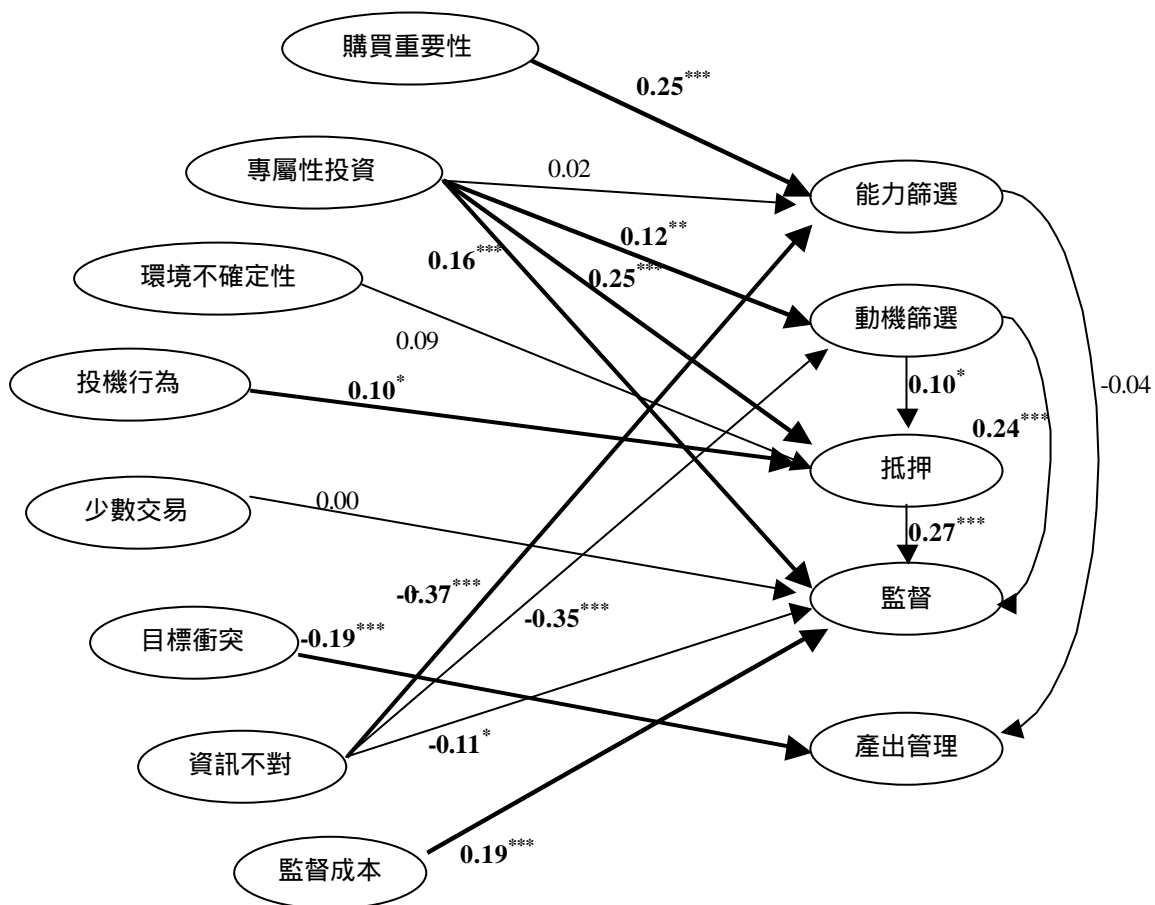 購買重要性
0.25***
專屬性投資
0.02
能力篩選
0.12**
0.16***
0.25***
環境不確定性
動機篩選
0.09
投機行為
0.10*
0.10*
-0.04
0.24***
抵押
少數交易
0.00
0.27***
監督
-0.37***
-0.35***
目標衝突
-0.19***
-0.11*
資訊不對
產出管理
監督成本
0.19***